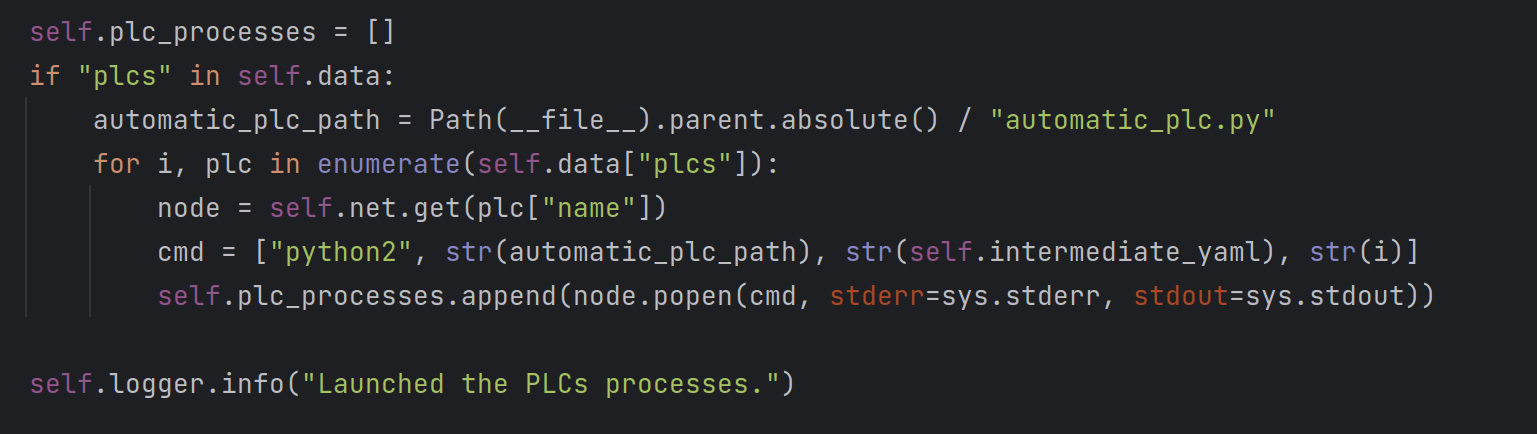 self.plc_processes = []
if "plcs" in self.data:
    automatic_plc_path = Path(__file__).parent.absolute() / "automatic_plc.py"
    for i, plc in enumerate(self.data["plcs"]):
        node = self.net.get(plc["name"])
        cmd = ["python2", str(automatic_plc_path), str(self.intermediate_yaml), str(i)]
        self.plc_processes.append(node.popen(cmd, stderr=sys.stderr, stdout=sys.stdout))

self.logger.info("Launched the PLCs processes.")